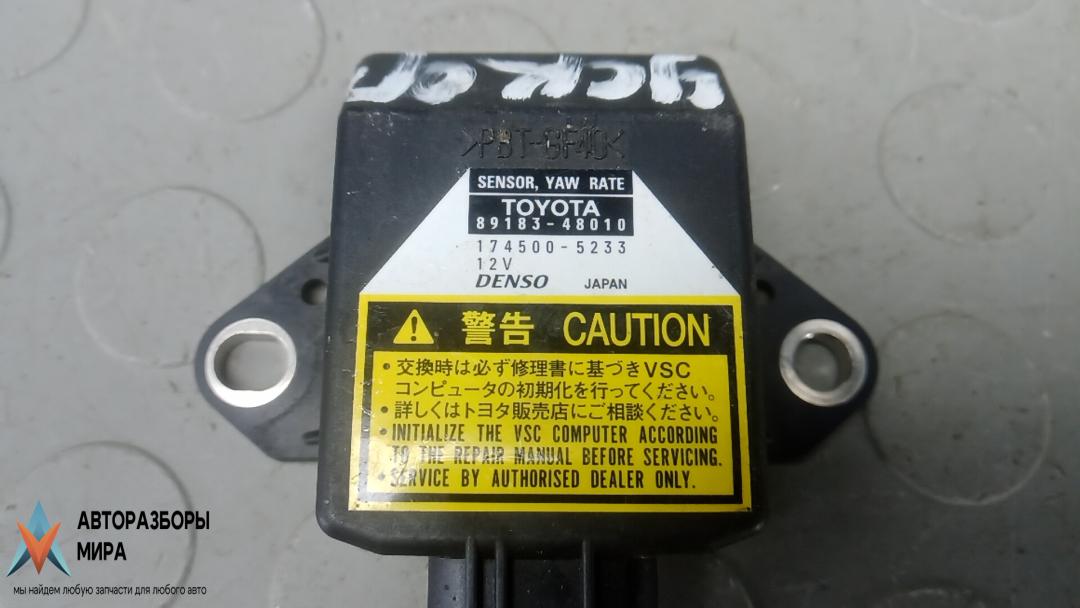 >PBT-GF40<
SENSOR, YAW RATE
TOYOTA
89183-48010
174500-5233
12V
DENSO JAPAN
警告 CAUTION
・交換時は必ず修理書に基づきVSC
コンピュータの初期化を行ってください。
・詳しくはトヨタ販売店にご相談ください。
・INITIALIZE THE VSC COMPUTER ACCORDING
TO THE REPAIR MANUAL BEFORE SERVICING.
・SERVICE BY AUTHORISED DEALER ONLY.
АВТОРАЗБОРЫ
МИРА
мы найдем любую запчасти для любого авто